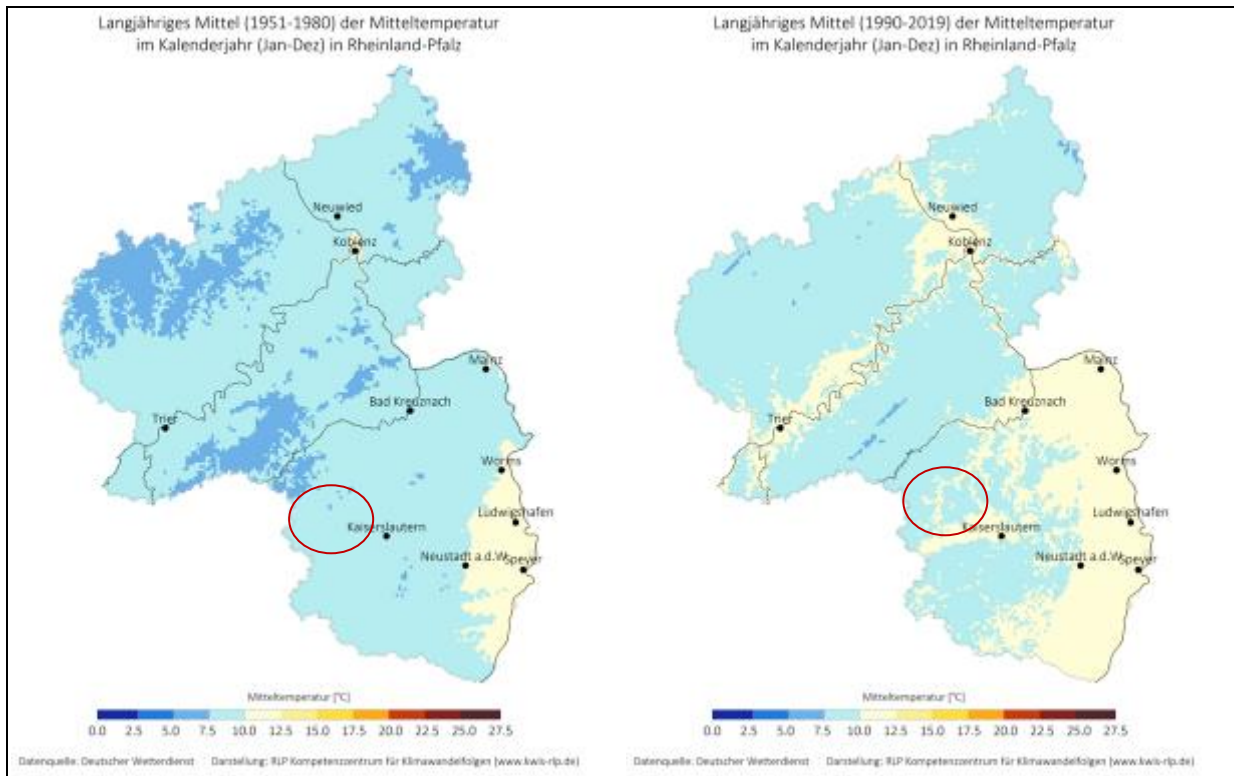 Langjähriges Mittel (1951-1980) der Mitteltemperatur
im Kalenderjahr (Jan-Dez) in Rheinland-Pfalz
Neuwied
Koblenz
Mainz
Bad Kreuznach
Trier
Worms
Ludwigshafen
Kaiserslautern
Neustadt a.d.W.
Speyer
Mitteltemperatur [°C]
0.0 2.5 5.0 7.5 10.0 12.5 15.0 17.5 20.0 22.5 25.0 27.5
Datenquelle: Deutscher Wetterdienst Darstellung: RLP Kompetenzzentrum für Klimawandelfolgen (www.kwis-rlp.de)
Langjähriges Mittel (1990-2019) der Mitteltemperatur
im Kalenderjahr (Jan-Dez) in Rheinland-Pfalz
Neuwied
Koblenz
Mainz
Bad Kreuznach
Trier
Worms
Ludwigshafen
Kaiserslautern
Neustadt a.d.W.
Speyer
Mitteltemperatur [°C]
0.0 2.5 5.0 7.5 10.0 12.5 15.0 17.5 20.0 22.5 25.0 27.5
Datenquelle: Deutscher Wetterdienst Darstellung: RLP Kompetenzzentrum für Klimawandelfolgen (www.kwis-rlp.de)